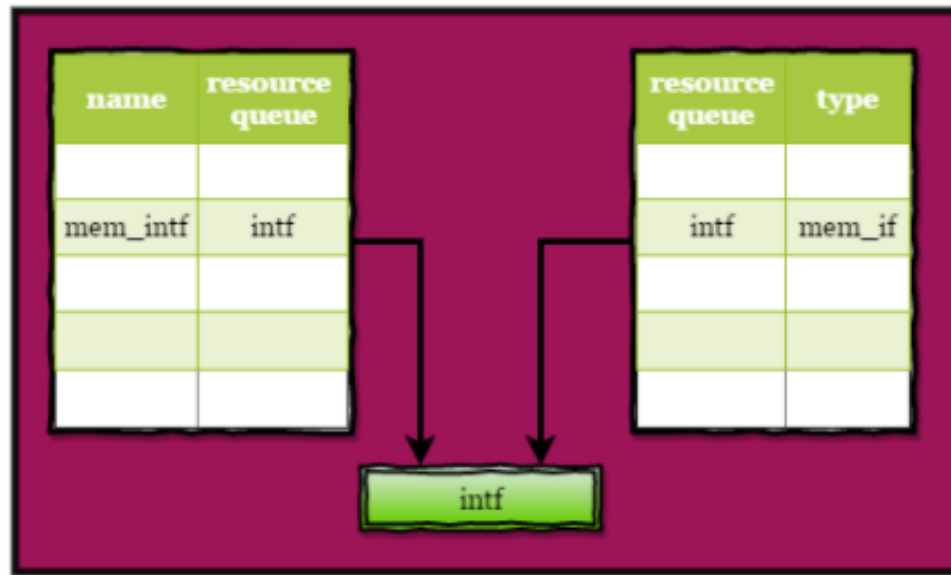 name resource queue
mem_intf intf
resource queue type
intf mem_if
intf